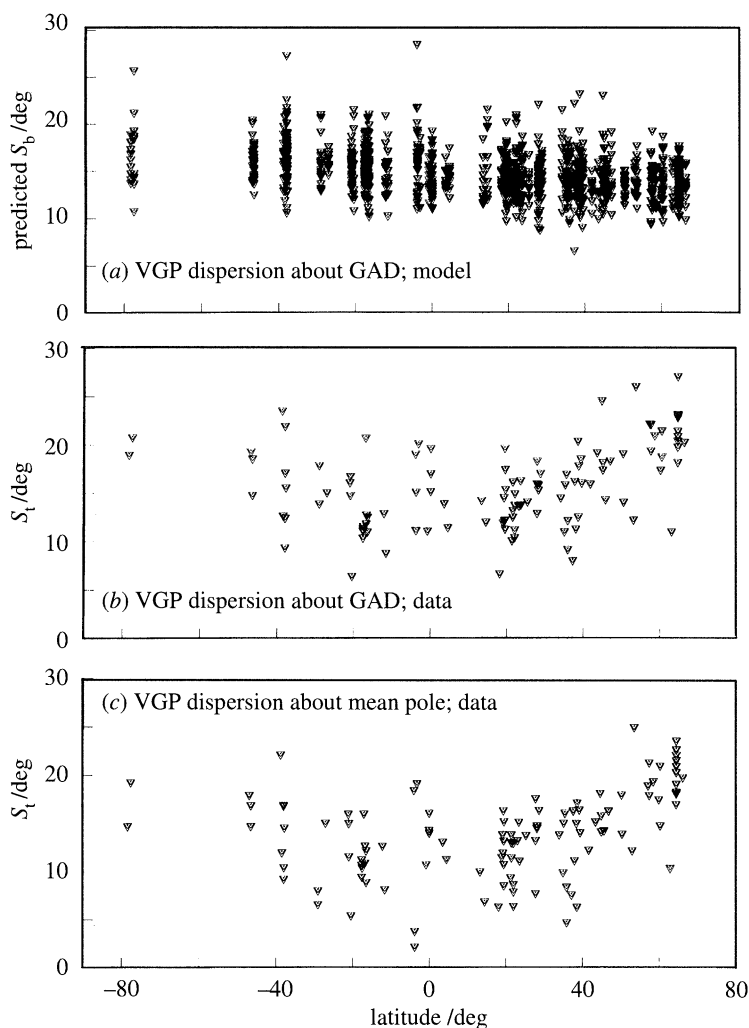 30
20
10
0
predicted S_b /deg
(a) VGP dispersion about GAD; model
30
20
10
0
S_t /deg
(b) VGP dispersion about GAD; data
30
20
10
0
S_t /deg
(c) VGP dispersion about mean pole; data
–80 –40 0 40 80
latitude /deg